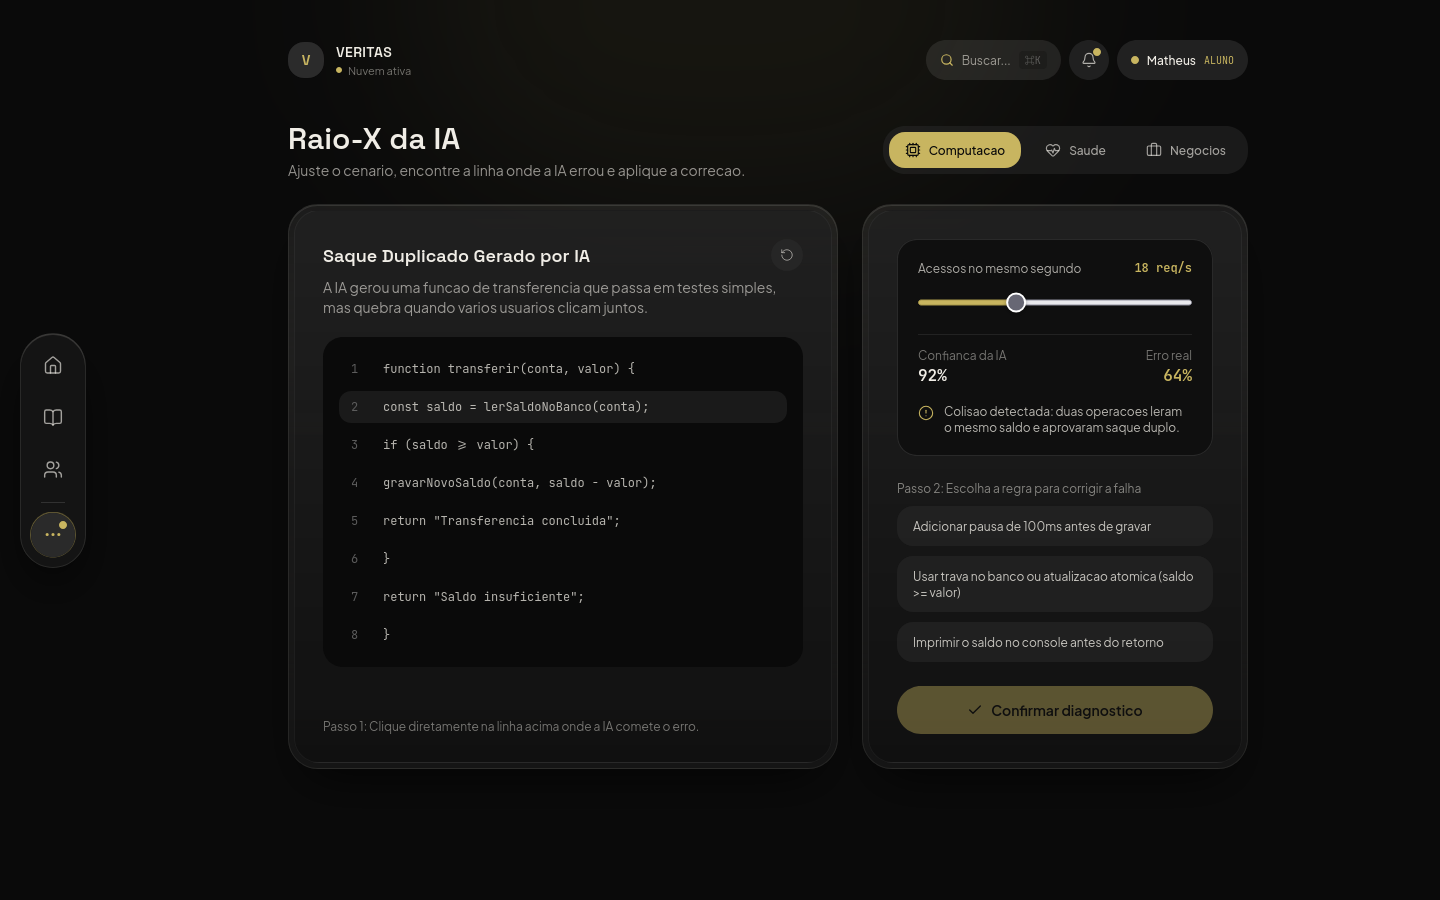 V
VERITAS
Nuvem ativa
Buscar...
⌘K
Matheus
ALUNO
Raio-X da IA
Ajuste o cenario, encontre a linha onde a IA errou e aplique a correcao.
Computacao
Saude
Negocios
Saque Duplicado Gerado por IA
A IA gerou uma funcao de transferencia que passa em testes simples,
mas quebra quando varios usuarios clicam juntos.
1 function transferir(conta, valor) {
2 const saldo = lerSaldoNoBanco(conta);
3 if (saldo >= valor) {
4 gravarNovoSaldo(conta, saldo - valor);
5 return "Transferencia concluida";
6 }
7 return "Saldo insuficiente";
8 }
Passo 1: Clique diretamente na linha acima onde a IA comete o erro.
Acessos no mesmo segundo
18 req/s
Confianca da IA
Erro real
92%
64%
Colisao detectada: duas operacoes leram
o mesmo saldo e aprovaram saque duplo.
Passo 2: Escolha a regra para corrigir a falha
Adicionar pausa de 100ms antes de gravar
Usar trava no banco ou atualizacao atomica (saldo
>= valor)
Imprimir o saldo no console antes do retorno
Confirmar diagnostico